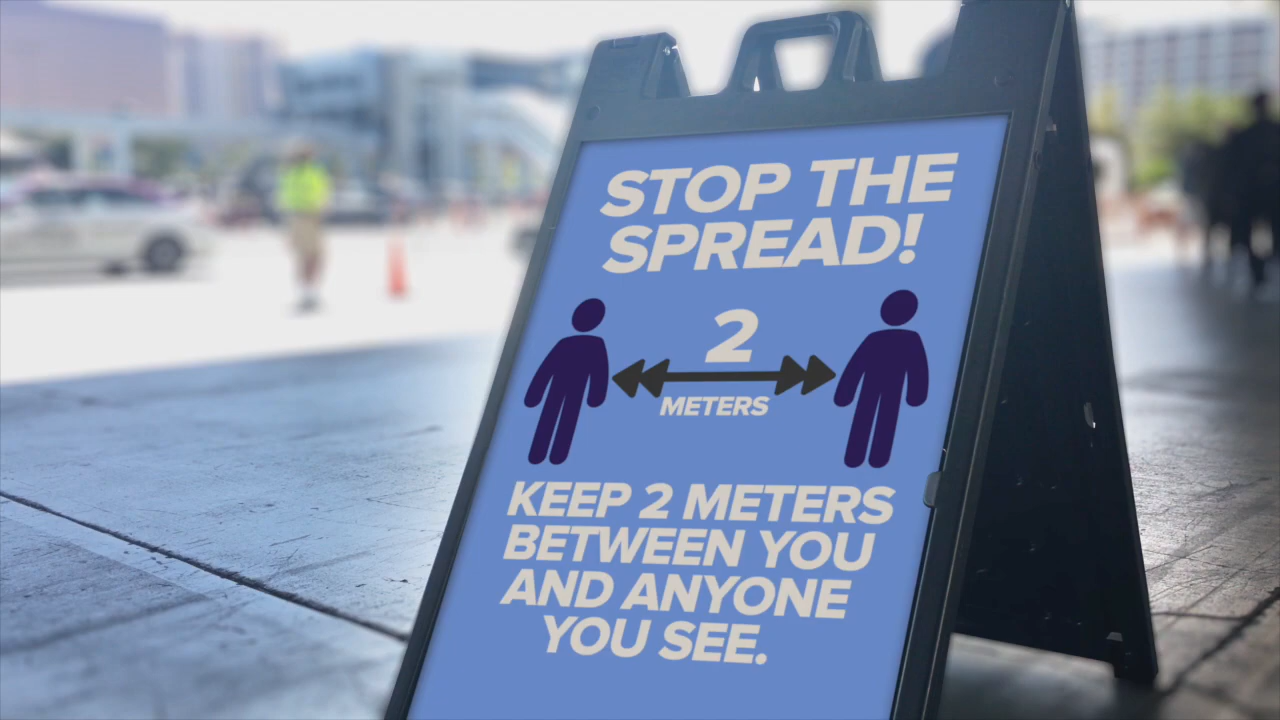 STOP THE
SPREAD!
2
METERS
KEEP 2 METERS
BETWEEN YOU
AND ANYONE
YOU SEE.